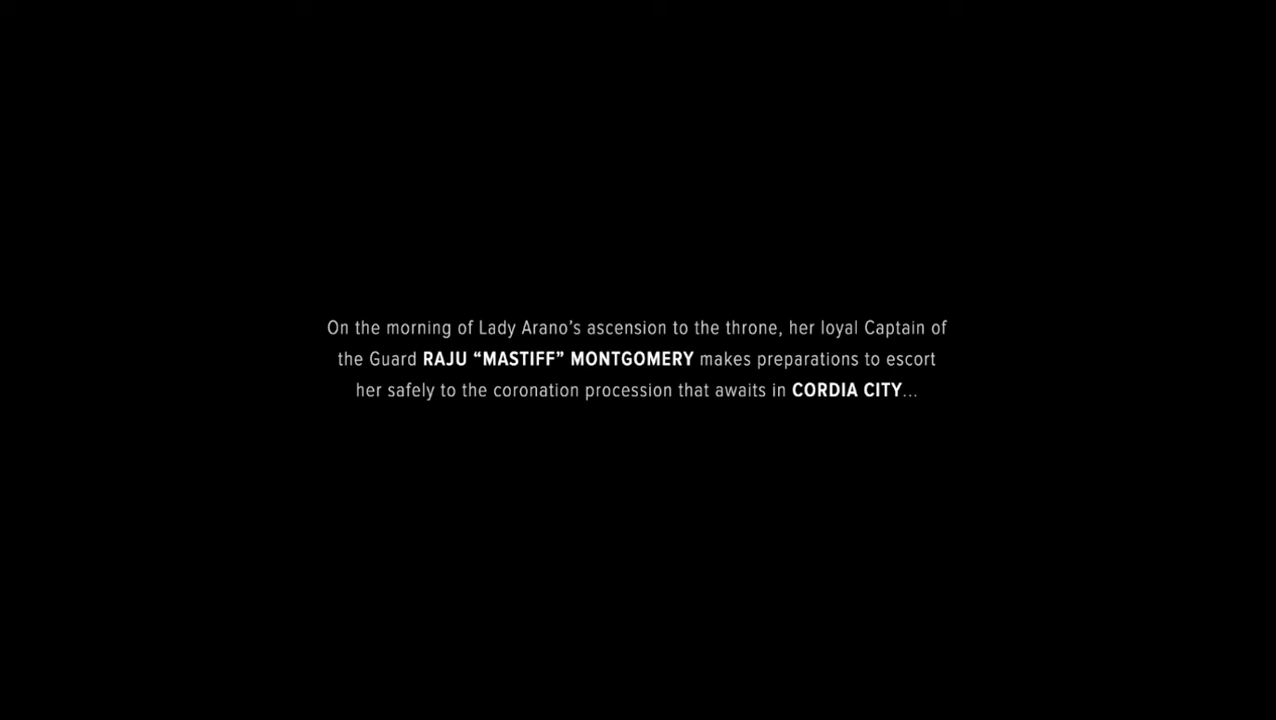 On the morning of Lady Arano’s ascension to the throne, her loyal Captain of
the Guard RAJU “MASTIFF” MONTGOMERY makes preparations to escort
her safely to the coronation procession that awaits in CORDIA CITY...